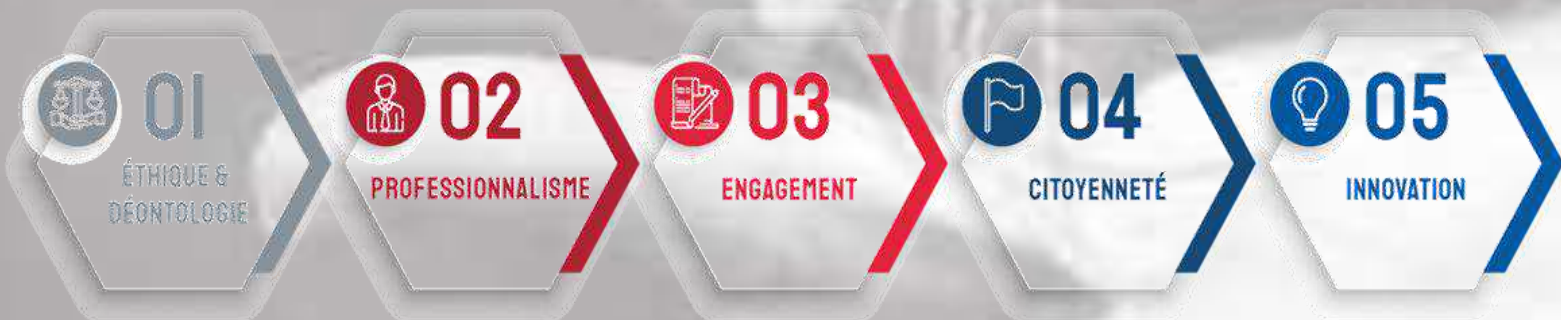 01
ÉTHIQUE &
DÉONTOLOGIE
02
PROFESSIONNALISME
03
ENGAGEMENT
04
CITOYENNETÉ
05
INNOVATION